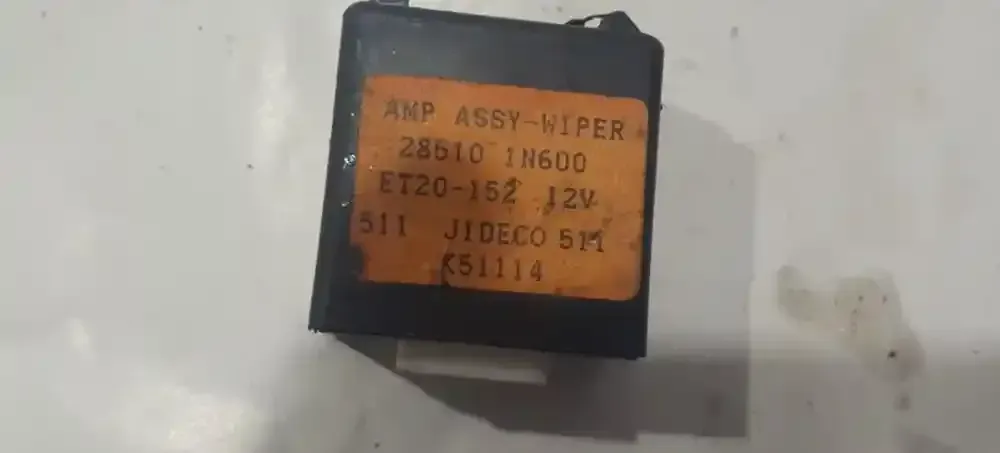 AMP ASSY-WIPER
28510 1N600
ET20-152 12V
511 JIDECO 511
K51114